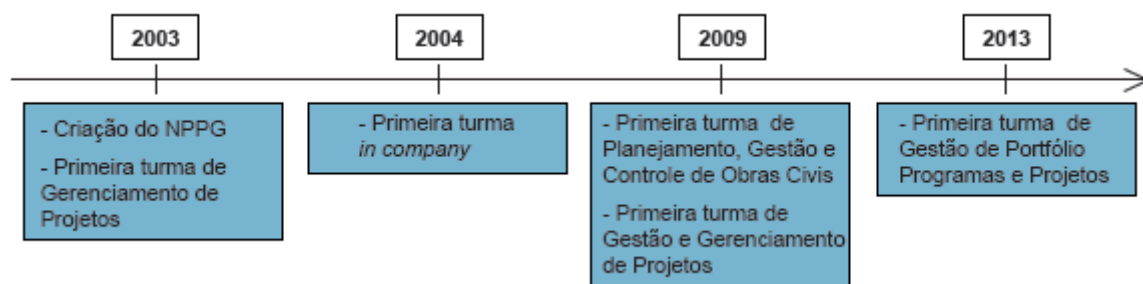 2003
2004
2009
2013
- Criação do NPPG
- Primeira turma de
Gerenciamento de
Projetos
- Primeira turma
in company
- Primeira turma de
Planejamento, Gestão e
Controle de Obras Civis
- Primeira turma de
Gestão e Gerenciamento
de Projetos
- Primeira turma de
Gestão de Portfólio
Programas e Projetos